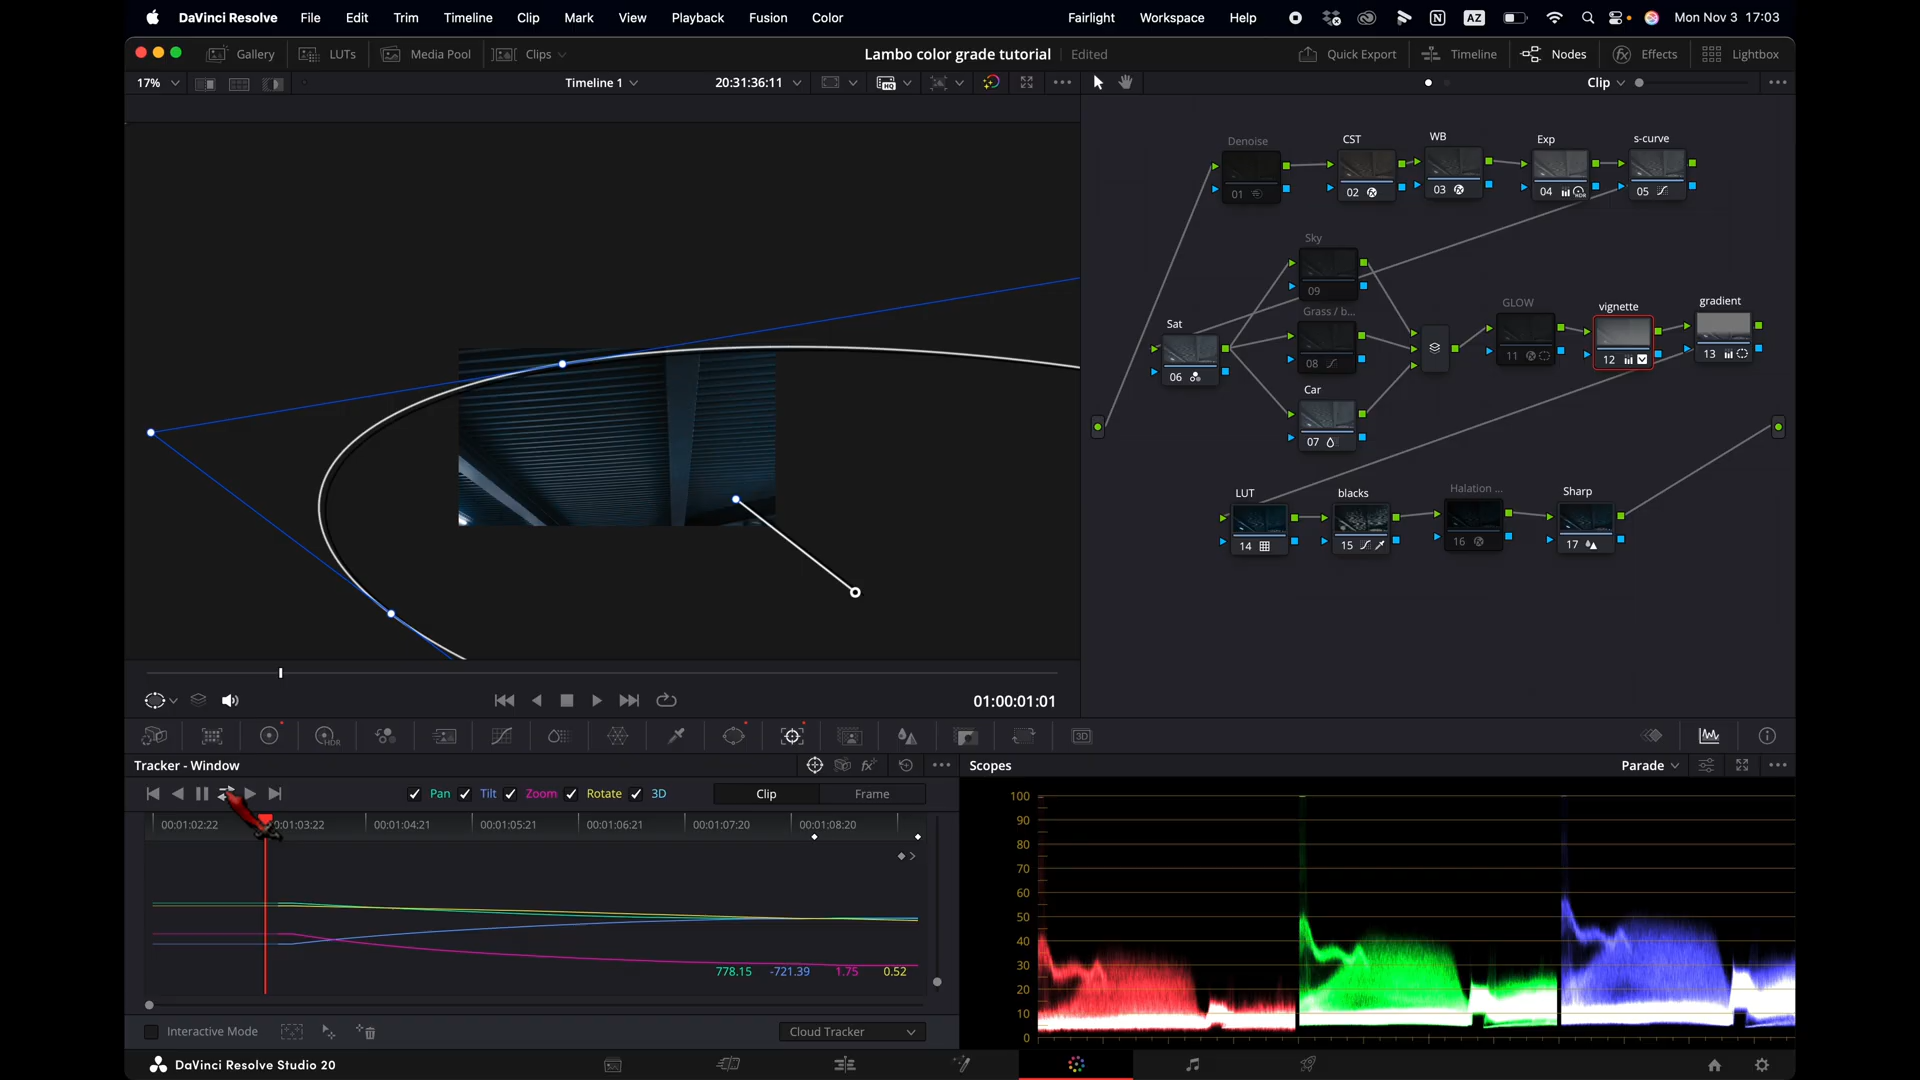 DaVinci Resolve File Edit Trim Timeline Clip Mark View Playback Fusion Color Fairlight Workspace Help AZ Mon Nov 3 17:03
Gallery LUTs Media Pool Clips Lambo color grade tutorial Edited Quick Export Timeline Nodes Effects Lightbox
17% Timeline 1 20:31:36:11 HQ Clip
Denoise CST WB Exp s-curve
01 02 03 04 HDR 05
Sky
09
Grass / b...
08
Sat
06
Car
07
GLOW vignette gradient
11 12 13
LUT blacks Halation ... Sharp
14 15 16 17
01:00:01:01
HDR 3D
Tracker - Window
Pan Tilt Zoom Rotate 3D Clip Frame
00:01:02:22 0:01:03:22 00:01:04:21 00:01:05:21 00:01:06:21 00:01:07:20 00:01:08:20
778.15 -721.39 1.75 0.52
Interactive Mode Cloud Tracker
Scopes Parade
100
90
80
70
60
50
40
30
20
10
0
DaVinci Resolve Studio 20